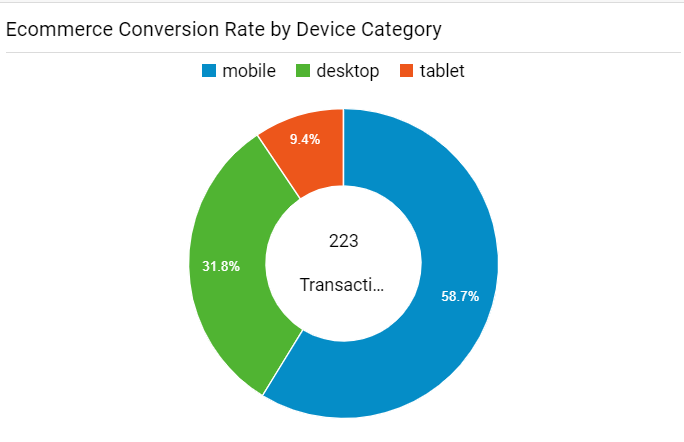 Ecommerce Conversion Rate by Device Category
mobile desktop tablet
9.4%
223
31.8%
Transacti...
58.7%